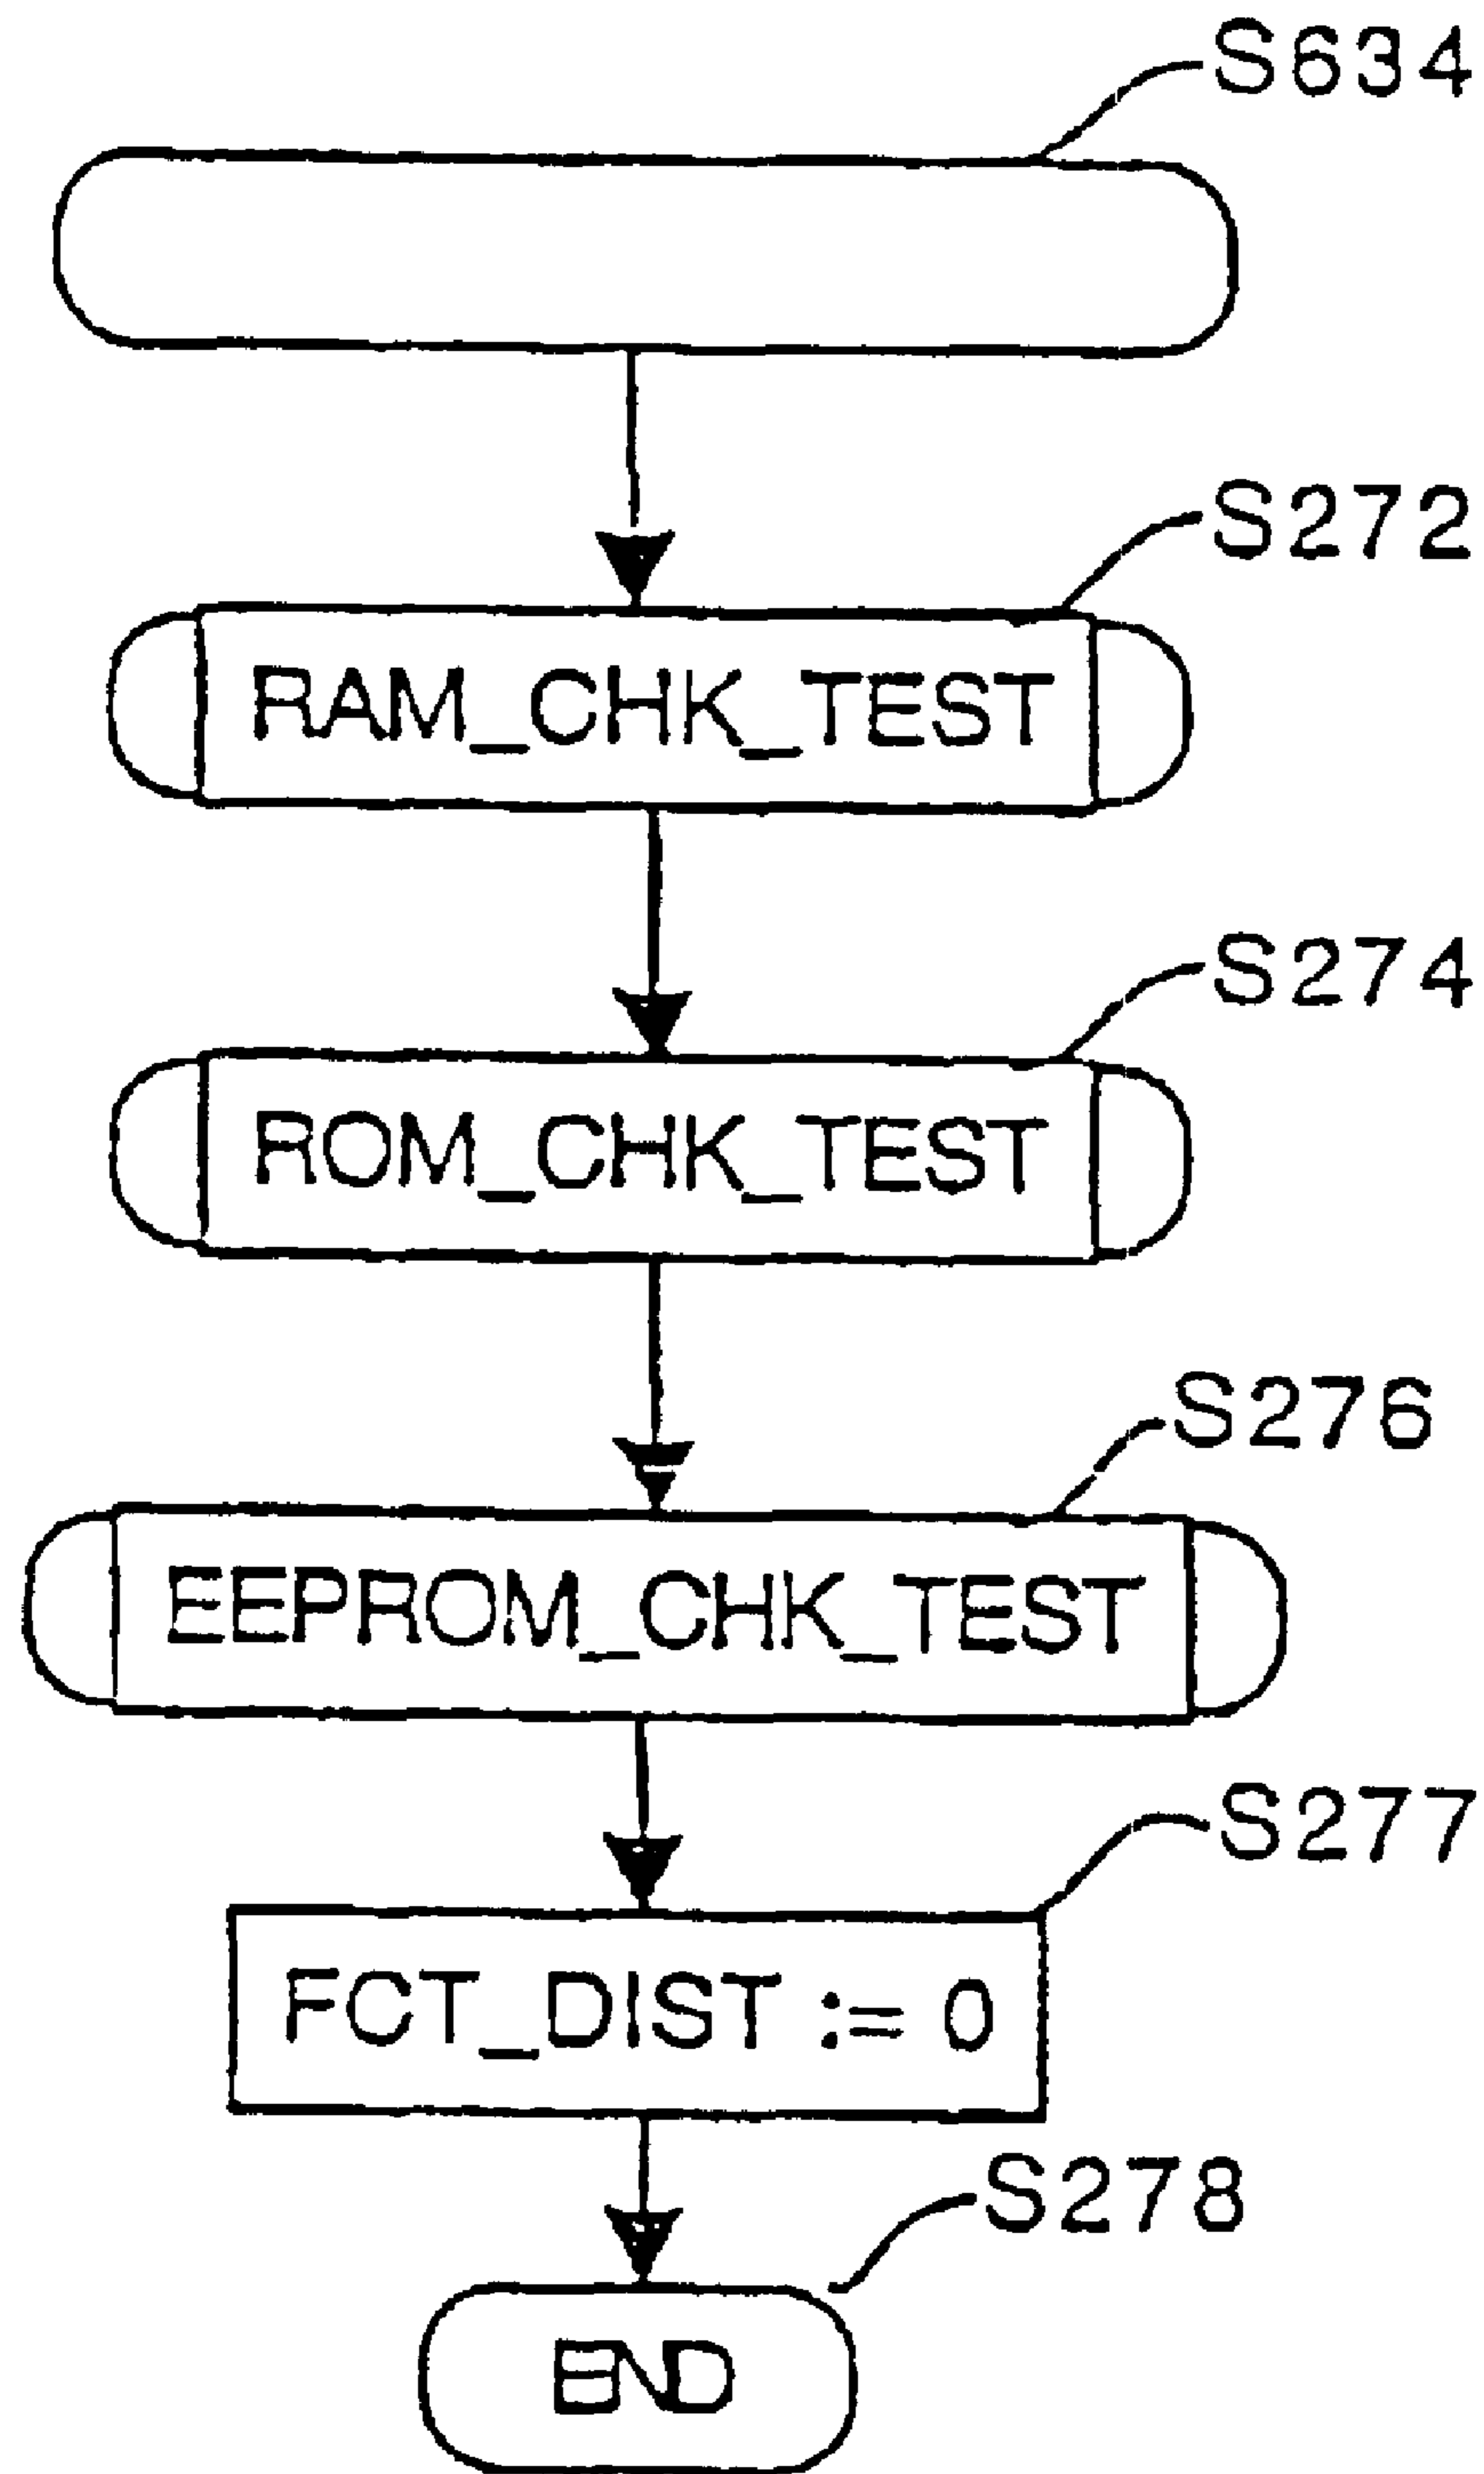 S634
S272
RAM_CHK_TEST
S274
ROM_CHK_TEST
S276
EEPROM_CHK_TEST
S277
FCT_DIST := 0
S278
END